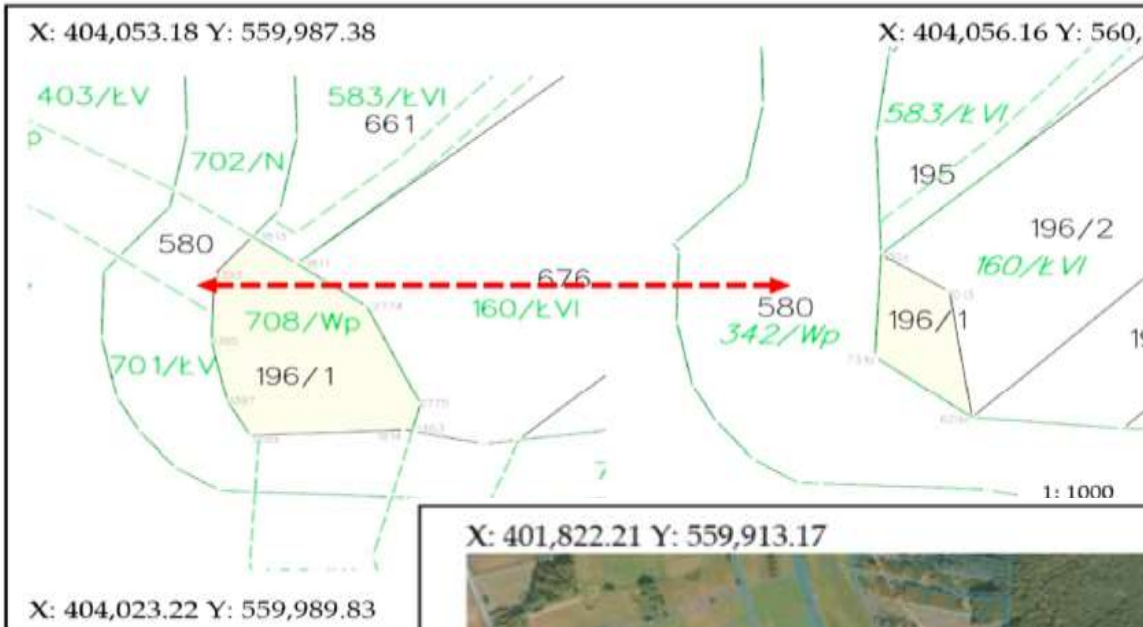 X: 404,053.18 Y: 559,987.38
X: 404,056.16 Y: 560,
403/ŁV
583/ŁVI
661
583/ŁVI
p
702/N
195
580
676
196/2
160/ŁVI
160/ŁVI
708/Wp
580
196/1
342/Wp
701/ŁV
196/1
1: 1000
X: 401,822.21 Y: 559,913.17
X: 404,023.22 Y: 559,989.83